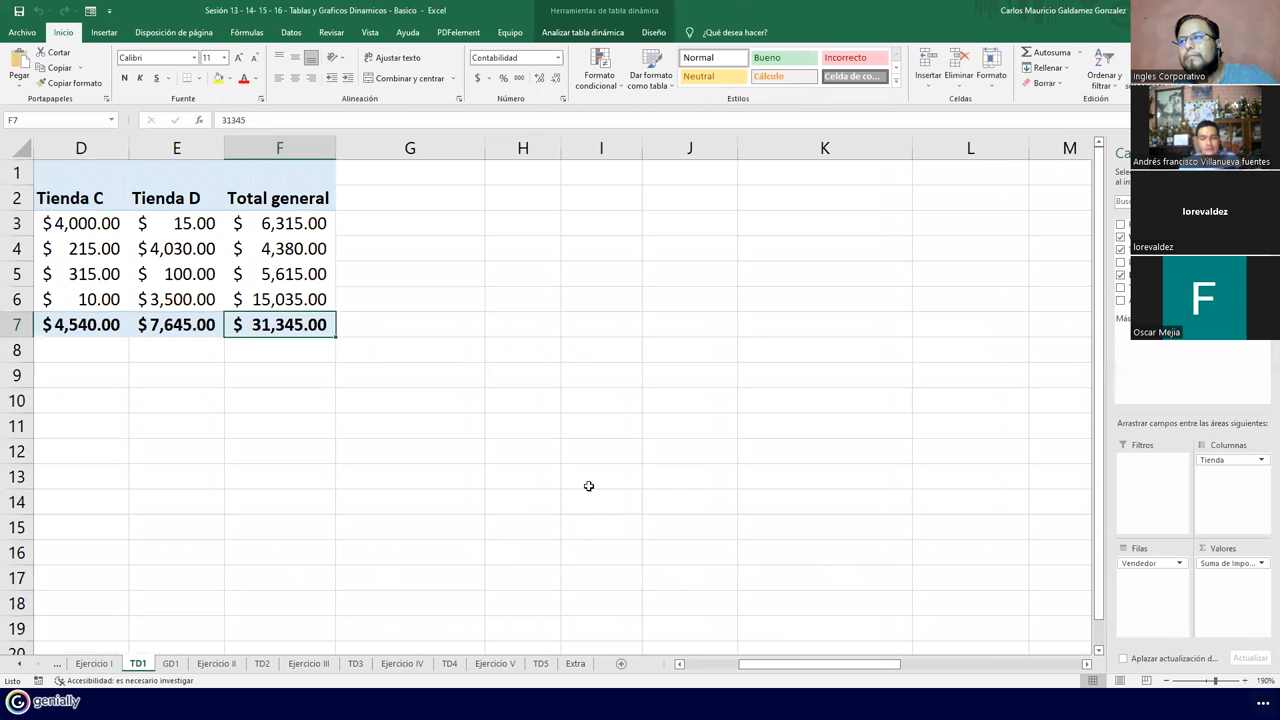 Sesión 13 - 14- 15 - 16 - Tablas y Graficos Dinamicos - Basico - Excel
Herramientas de tabla dinámica
Carlos Mauricio Galdamez Gonzalez
Archivo Inicio Insertar Disposición de página Fórmulas Datos Revisar Vista Ayuda PDFelement Equipo Analizar tabla dinámica Diseño ¿Qué desea hacer?
Pegar
Cortar
Copiar
Copiar formato
Portapapeles
Calibri 11
N K S
Fuente
Ajustar texto
Combinar y centrar
Alineación
Contabilidad
$ % 000
Número
Formato condicional
Dar formato como tabla
Normal Bueno Incorrecto
Neutral Cálculo Celda de co...
Estilos
Insertar Eliminar Formato
Celdas
Autosuma
Rellenar
Borrar
Ordenar y filtrar
Edición
F7
31345
D E F G H I J K L M
1
2 Tienda C Tienda D Total general
3 $ 4,000.00 $ 15.00 $ 6,315.00
4 $ 215.00 $ 4,030.00 $ 4,380.00
5 $ 315.00 $ 100.00 $ 5,615.00
6 $ 10.00 $ 3,500.00 $ 15,035.00
7 $ 4,540.00 $ 7,645.00 $ 31,345.00
8
9
10
11
12
13
14
15
16
17
18
19
20
Ingles Corporativo
Andrés francisco Villanueva fuentes
lorevaldez
lorevaldez
F
Oscar Mejia
Arrastrar campos entre las áreas siguientes:
Filtros
Columnas
Tienda
Filas
Σ Valores
Vendedor
Suma de Impo...
Aplazar actualización d...
Actualizar
... Ejercicio I TD1 GD1 Ejercicio II TD2 Ejercicio III TD3 Ejercicio IV TD4 Ejercicio V TD5 Extra
Listo
Accesibilidad: es necesario investigar
190%
genially